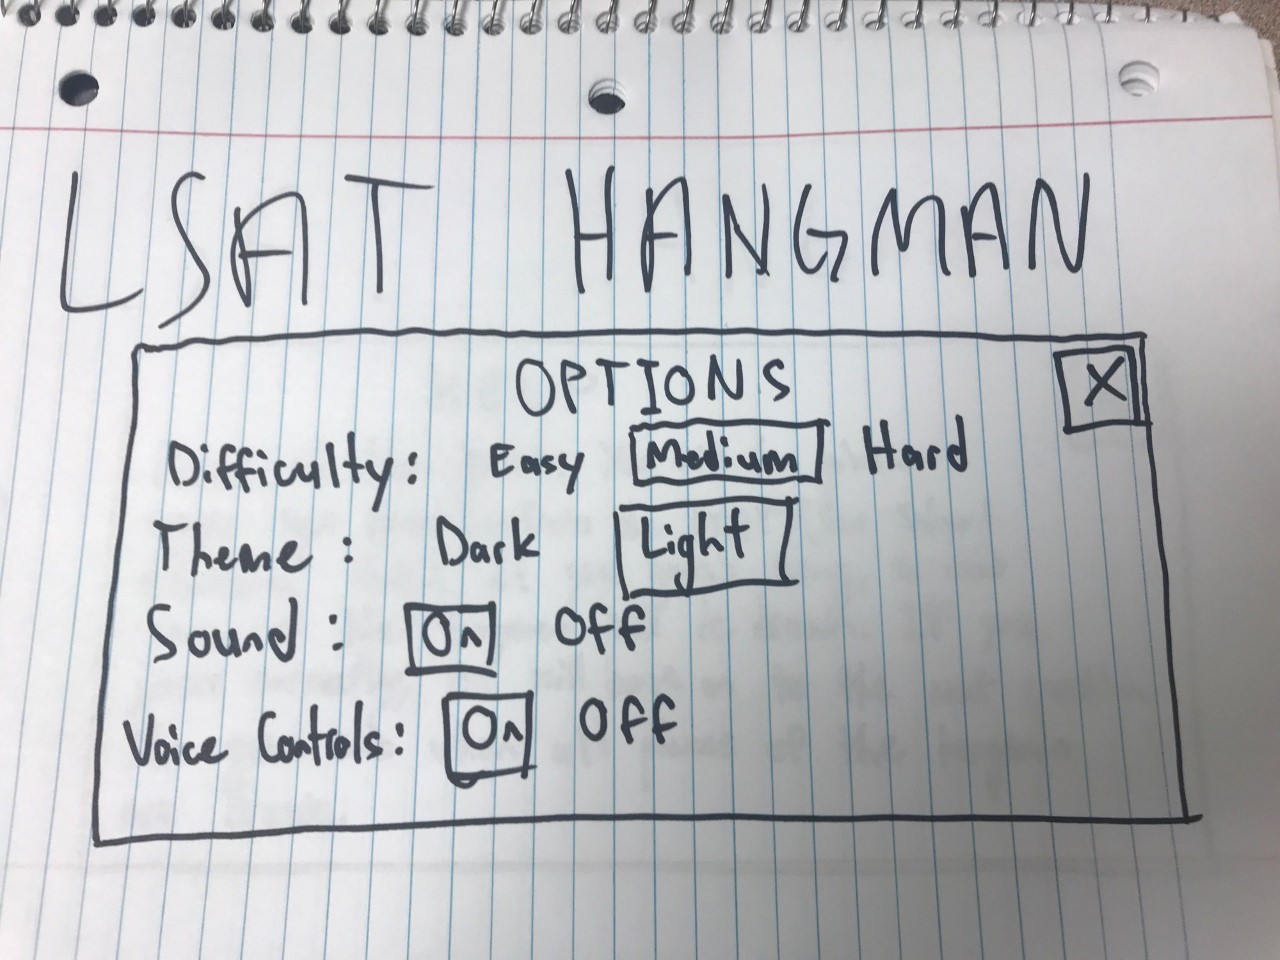 LSAT HANGMAN
OPTIONS X
Difficulty: Easy Medium Hard
Theme: Dark Light
Sound: On Off
Voice Controls: On Off